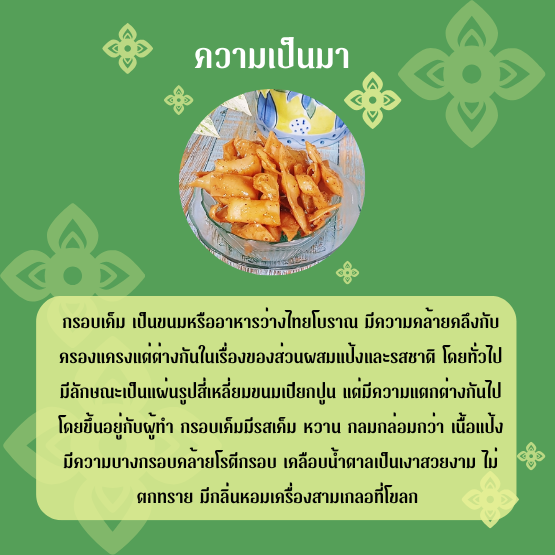 ความเป็นมา
กรอบเค็ม เป็นขนมหรืออาหารว่างไทยโบราณ มีความคล้ายคลึงกับ
ครองแครงแต่ต่างกันในเรื่องของส่วนผสมแป้งและรสชาติ โดยทั่วไป
มีลักษณะเป็นแผ่นรูปสี่เหลี่ยมขนมเปียกปูน แต่มีความแตกต่างกันไป
โดยขึ้นอยู่กับผู้ทำ กรอบเค็มมีรสเค็ม หวาน กลมกล่อมกว่า เนื้อแป้ง
มีความบางกรอบคล้ายโรตีกรอบ เคลือบน้ำตาลเป็นเงาสวยงาม ไม่
ตกทราย มีกลิ่นหอมเครื่องสามเกลอที่โขลก